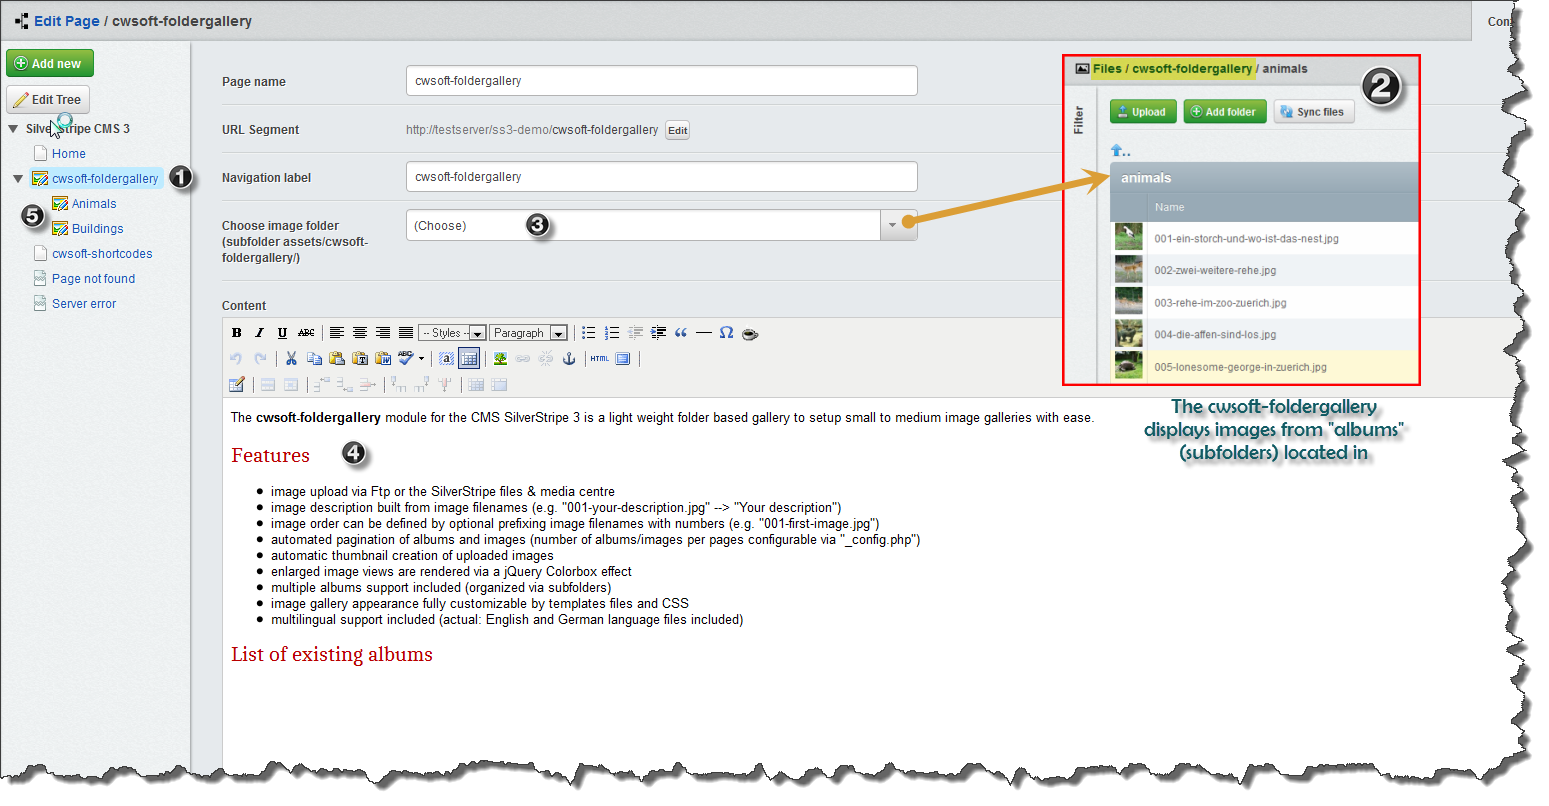 Edit Page / cwsoft-foldergallery
Add new
Edit Tree
SilverStripe CMS 3
Home
cwsoft-foldergallery
1
Animals
5
Buildings
cwsoft-shortcodes
Page not found
Server error
Page name
cwsoft-foldergallery
URL Segment
http://testserver/ss3-demo/cwsoft-foldergallery Edit
Navigation label
cwsoft-foldergallery
Choose image folder
(subfolder assets/cwsoft-
foldergallery/)
(Choose)
3
Content
B I U ABC -- Styles -- Paragraph
HTML
The cwsoft-foldergallery module for the CMS SilverStripe 3 is a light weight folder based gallery to setup small to medium image galleries with ease.
Features
4
image upload via Ftp or the SilverStripe files & media centre
image description built from image filenames (e.g. "001-your-description.jpg" --> "Your description")
image order can be defined by optional prefixing image filenames with numbers (e.g. "001-first-image.jpg")
automated pagination of albums and images (number of albums/images per pages configurable via "_config.php")
automatic thumbnail creation of uploaded images
enlarged image views are rendered via a jQuery Colorbox effect
multiple albums support included (organized via subfolders)
image gallery appearance fully customizable by templates files and CSS
multilingual support included (actual: English and German language files included)
List of existing albums
Files / cwsoft-foldergallery / animals
2
Filter
Upload
Add folder
Sync files
..
animals
Name
001-ein-storch-und-wo-ist-das-nest.jpg
002-zwei-weitere-rehe.jpg
003-rehe-im-zoo-zuerich.jpg
004-die-affen-sind-los.jpg
005-lonesome-george-in-zuerich.jpg
The cwsoft-foldergallery
displays images from "albums"
(subfolders) located in